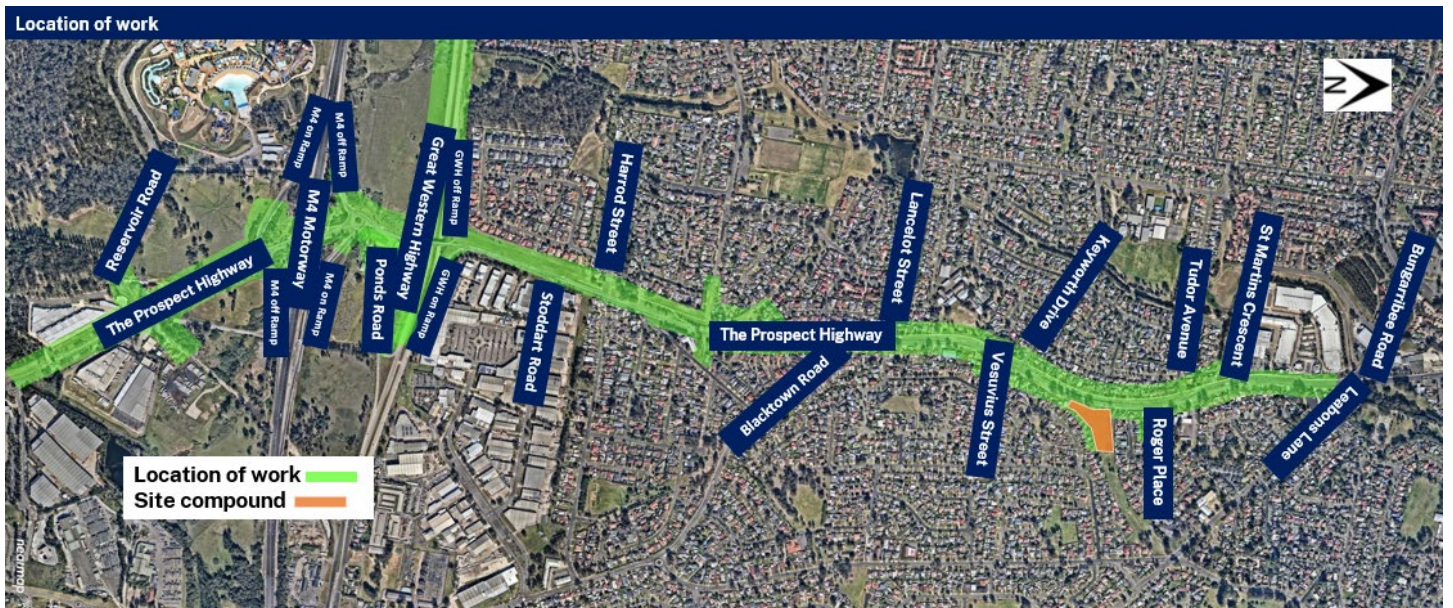 Location of work
N
Reservoir Road
The Prospect Highway
M4 on Ramp
M4 off Ramp
M4 Motorway
M4 off Ramp
M4 on Ramp
Ponds Road
Great Western Highway
GWH off Ramp
GWH on Ramp
Stoddart Road
Harrod Street
The Prospect Highway
Blacktown Road
Lancelot Street
Vesuvius Street
Keyworth Drive
Tudor Avenue
Roger Place
St Martins Crescent
Leabons Lane
Bungarribee Road
Location of work
Site compound
nearmap